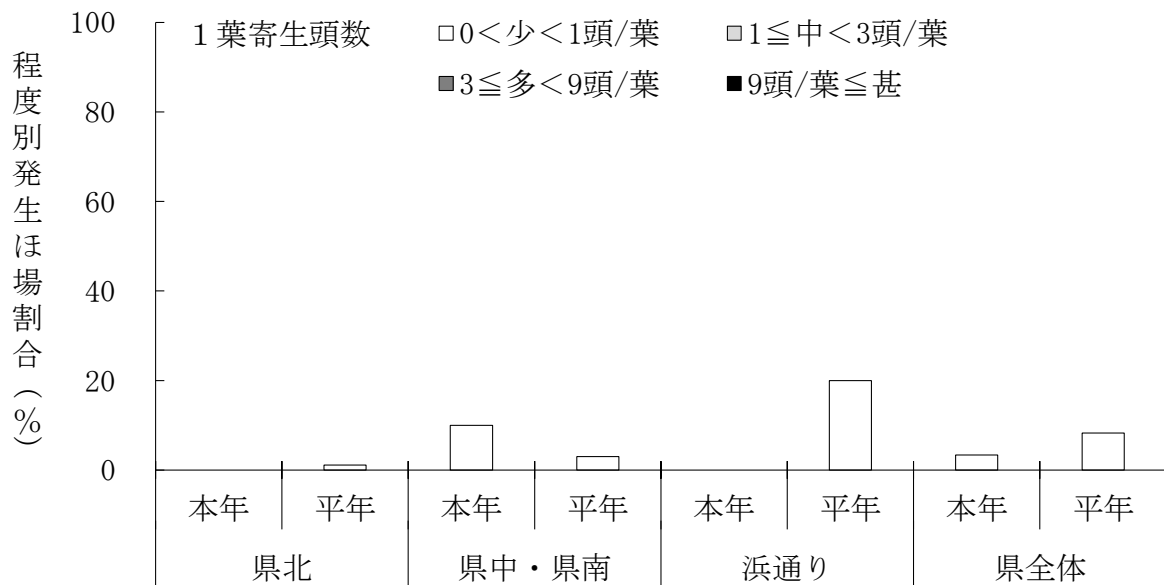 程度別発生ほ場割合(%)
100
80
60
40
20
0
1葉寄生頭数
□0<少<1頭/葉
■1≦中<3頭/葉
■3≦多<9頭/葉
■9頭/葉≦甚
本年 平年 本年 平年 本年 平年 本年 平年
県北 県中・県南 浜通り 県全体